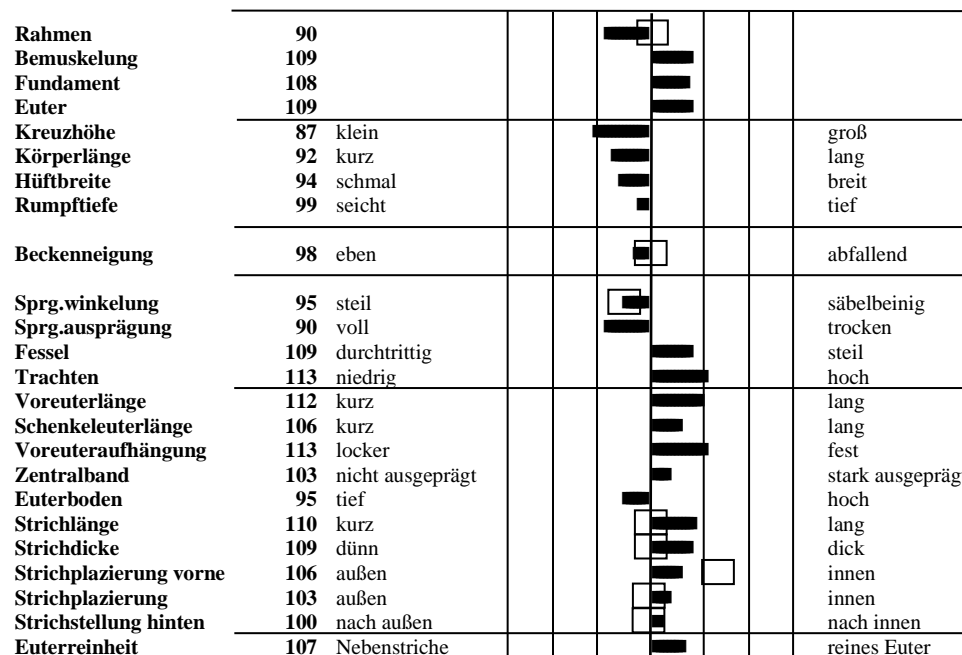 Rahmen 90
Bemuskelung 109
Fundament 108
Euter 109
Kreuzhöhe 87 klein groß
Körperlänge 92 kurz lang
Hüftbreite 94 schmal breit
Rumpftiefe 99 seicht tief
Beckenneigung 98 eben abfallend
Sprg.winkelung 95 steil säbelbeinig
Sprg.ausprägung 90 voll trocken
Fessel 109 durchtrittig steil
Trachten 113 niedrig hoch
Voreuterlänge 112 kurz lang
Schenkeleuterlänge 106 kurz lang
Voreuteraufhängung 113 locker fest
Zentralband 103 nicht ausgeprägt stark ausgepräg
Euterboden 95 tief hoch
Strichlänge 110 kurz lang
Strichdicke 109 dünn dick
Strichplazierung vorne 106 außen innen
Strichplazierung 103 außen innen
Strichstellung hinten 100 nach außen nach innen
Euterreinheit 107 Nebenstriche reines Euter